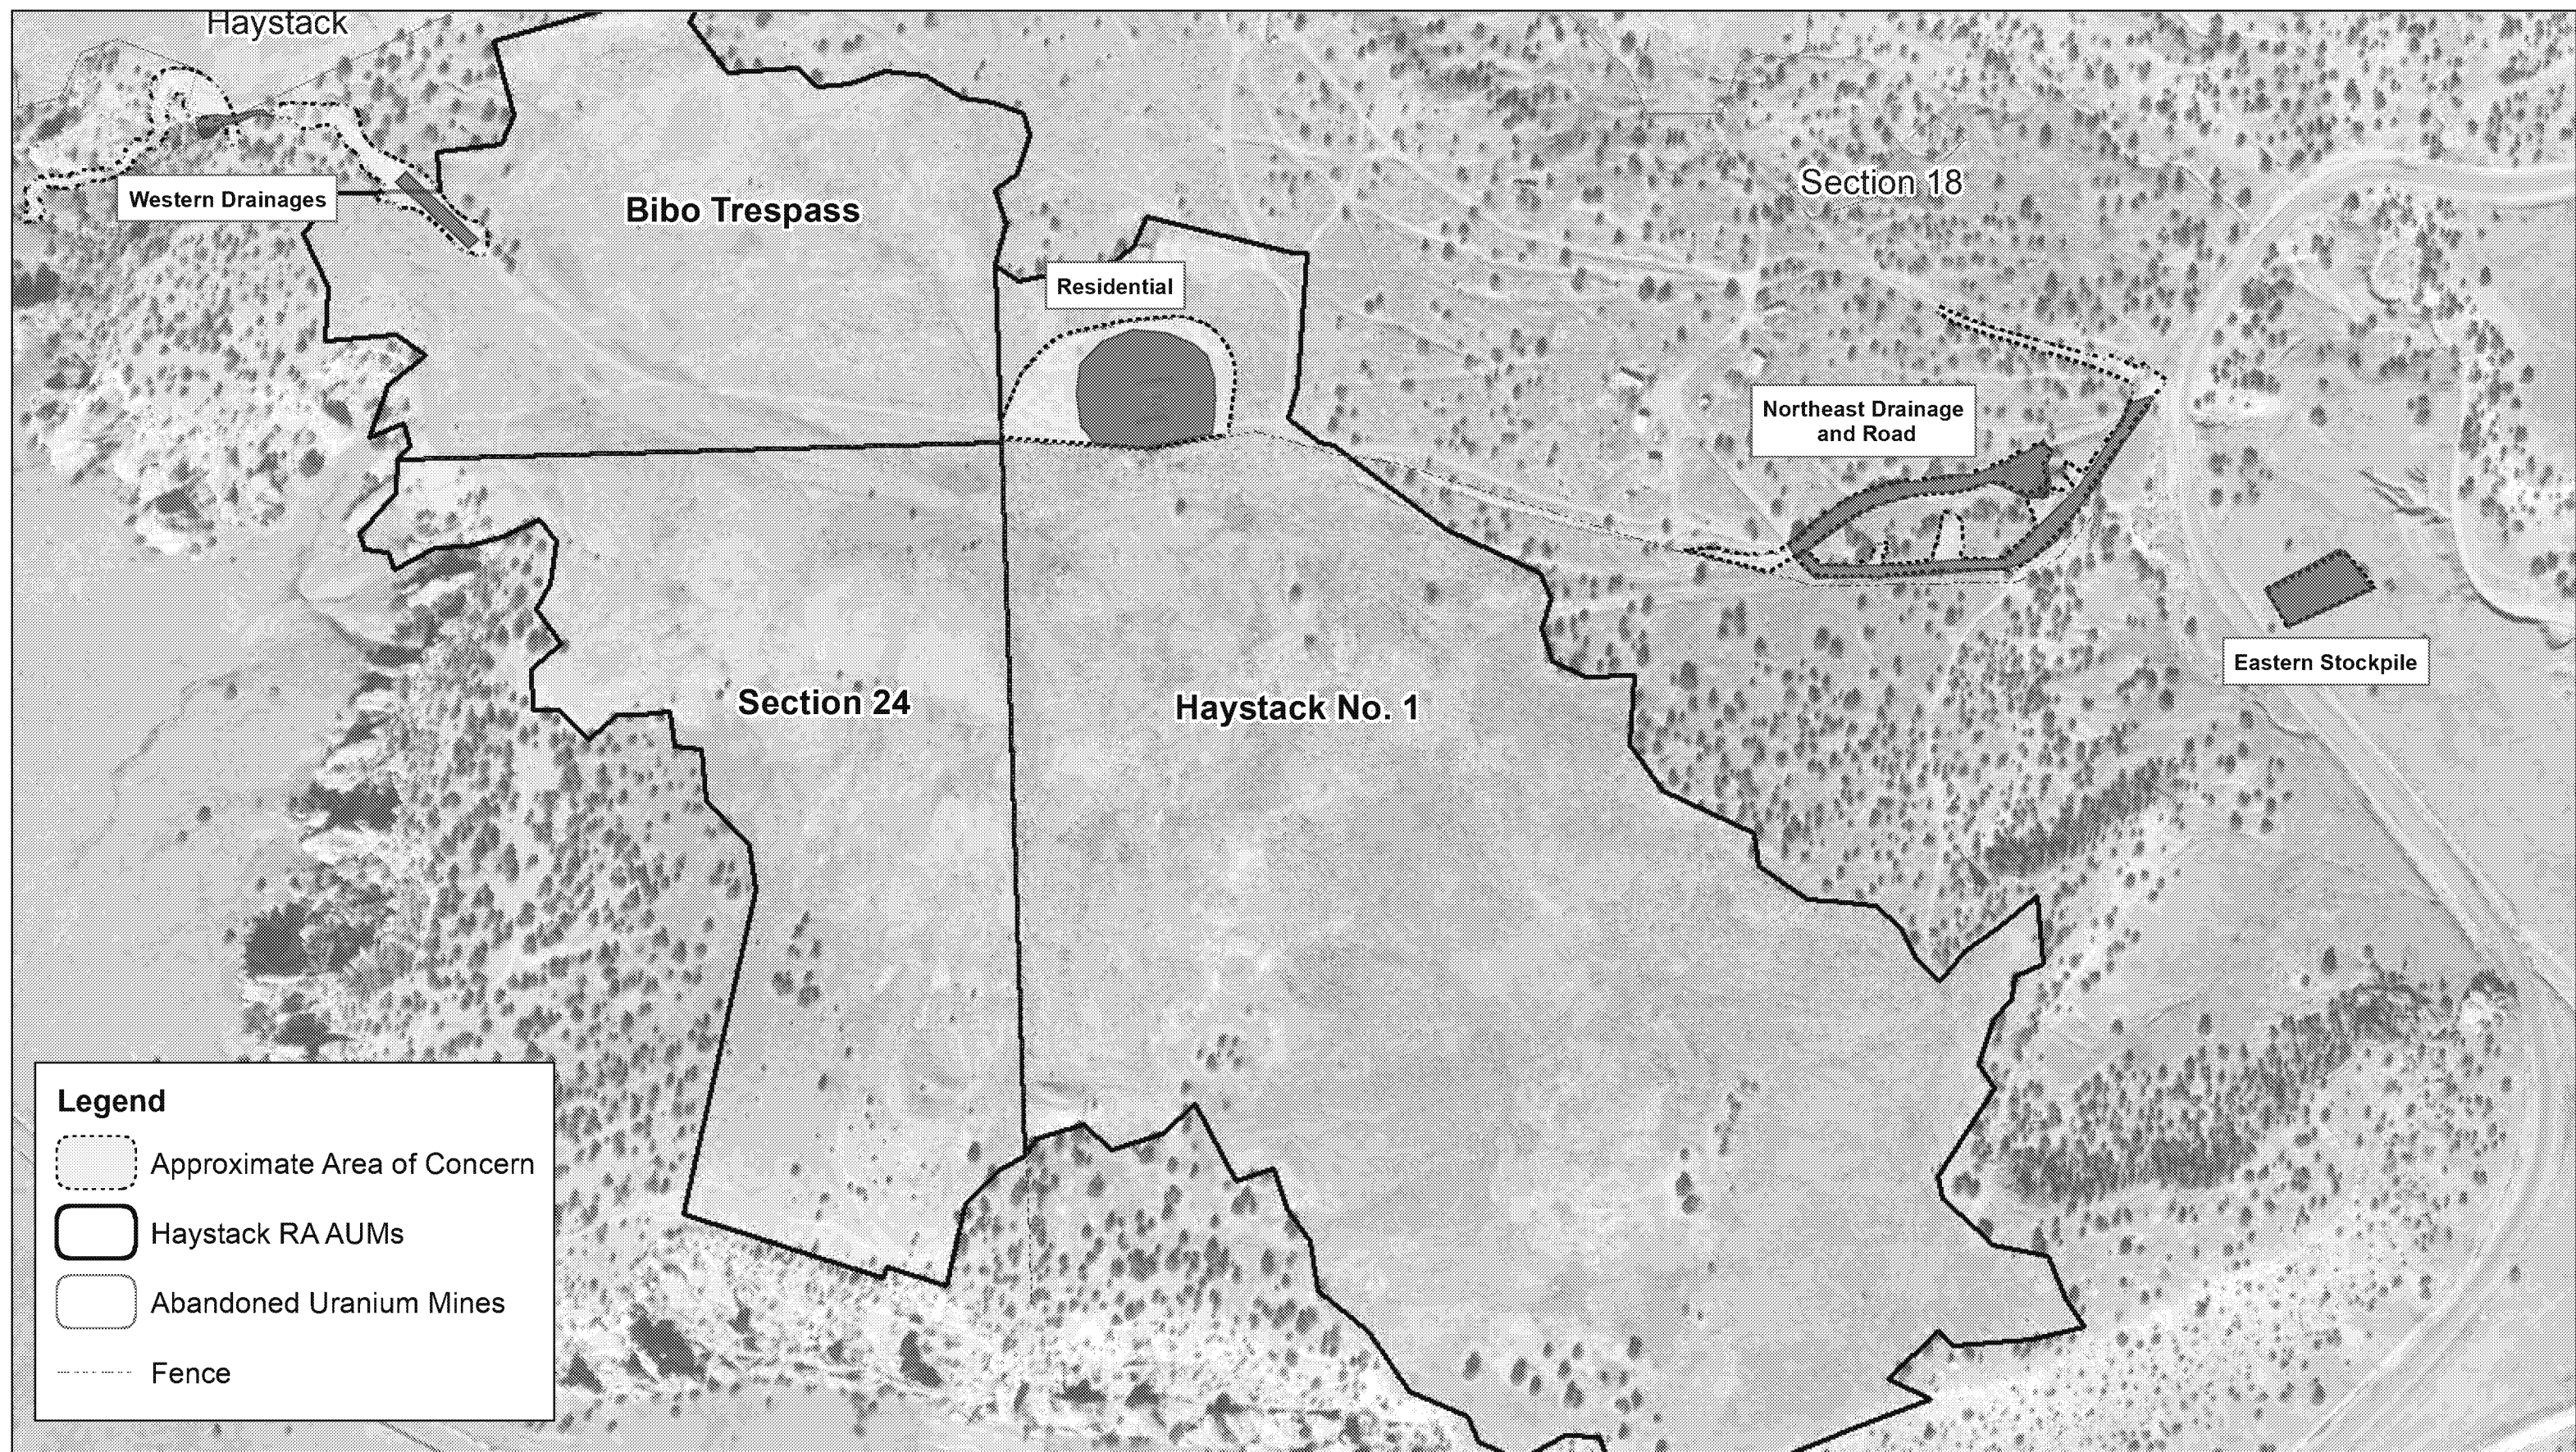 Haystack
Section 18
Western Drainages
Bibo Trespass
Residential
Northeast Drainage
and Road
Eastern Stockpile
Section 24
Haystack No. 1
Legend
Approximate Area of Concern
Haystack RA AUMs
Abandoned Uranium Mines
Fence